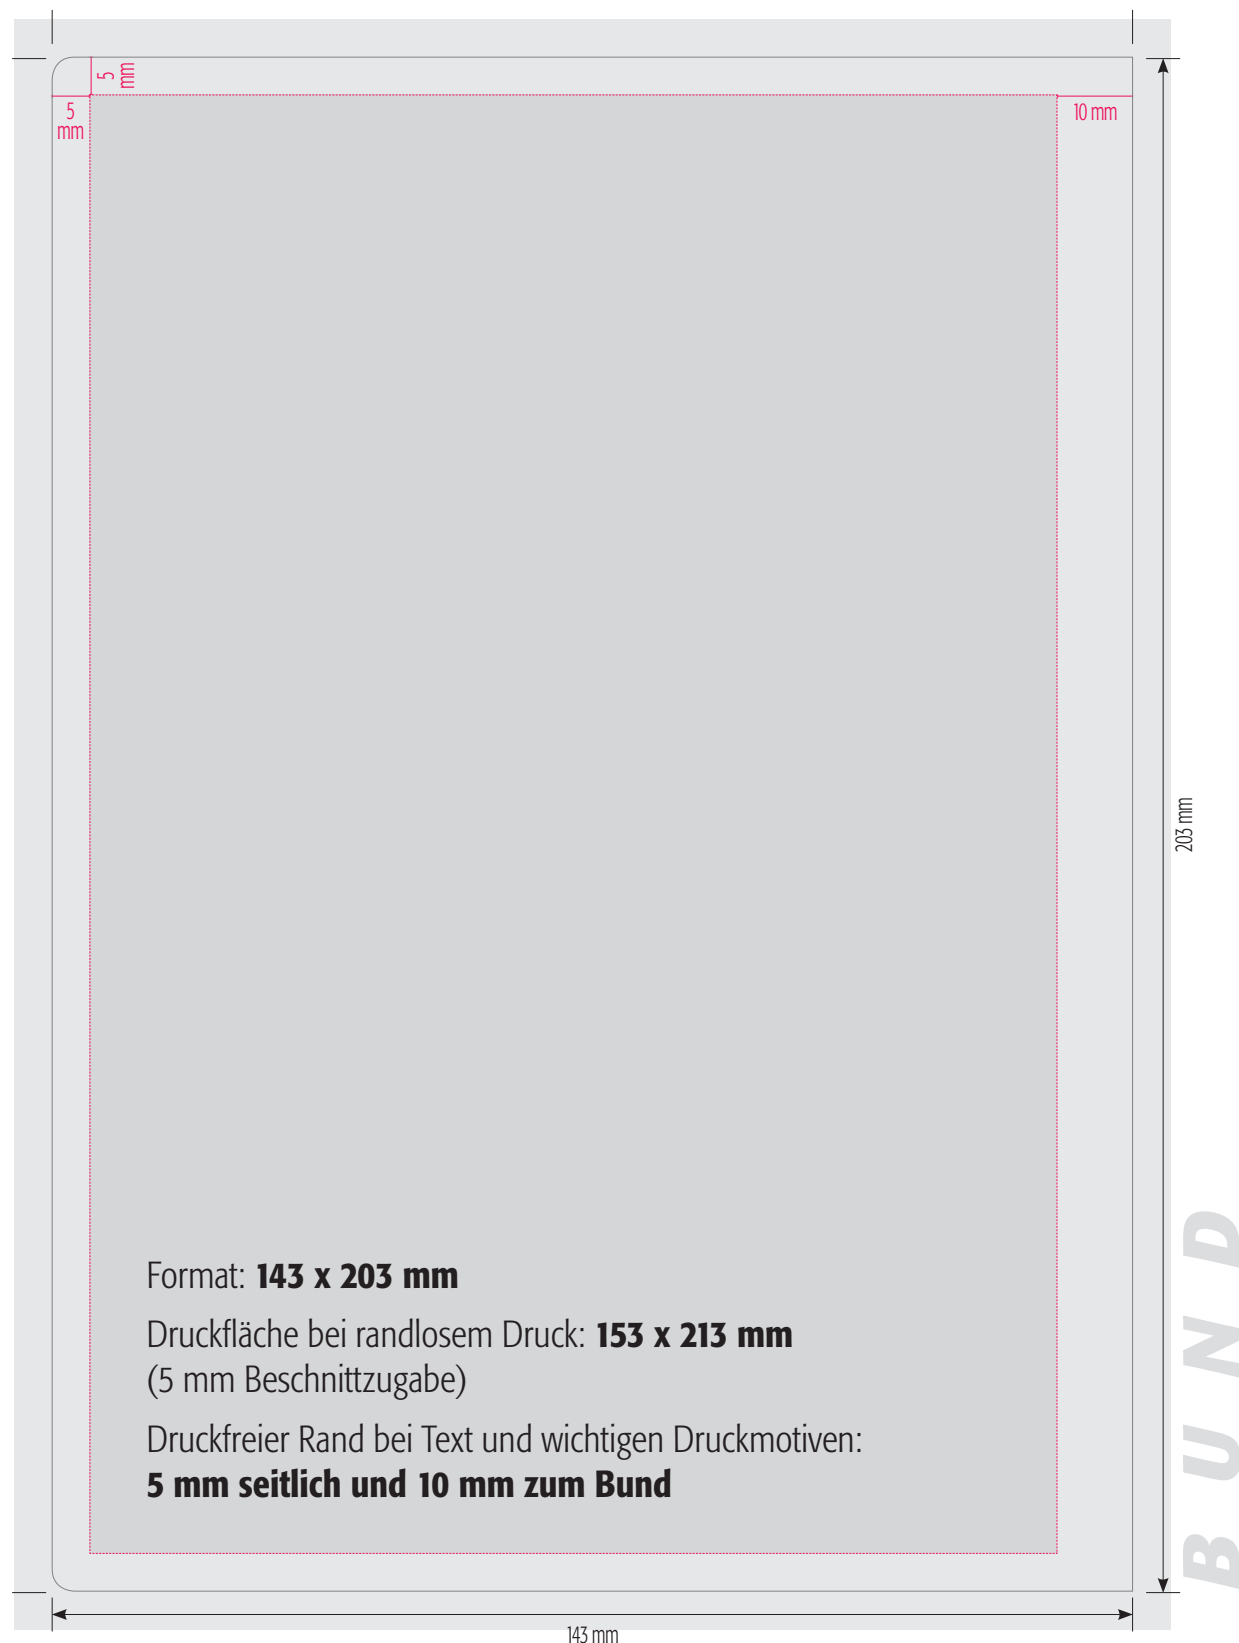 5
mm
5
mm
10 mm
203 mm
Format: 143 x 203 mm
Druckfläche bei randlosem Druck: 153 x 213 mm
(5 mm Beschnittzugabe)
Druckfreier Rand bei Text und wichtigen Druckmotiven:
5 mm seitlich und 10 mm zum Bund
BUND
143 mm